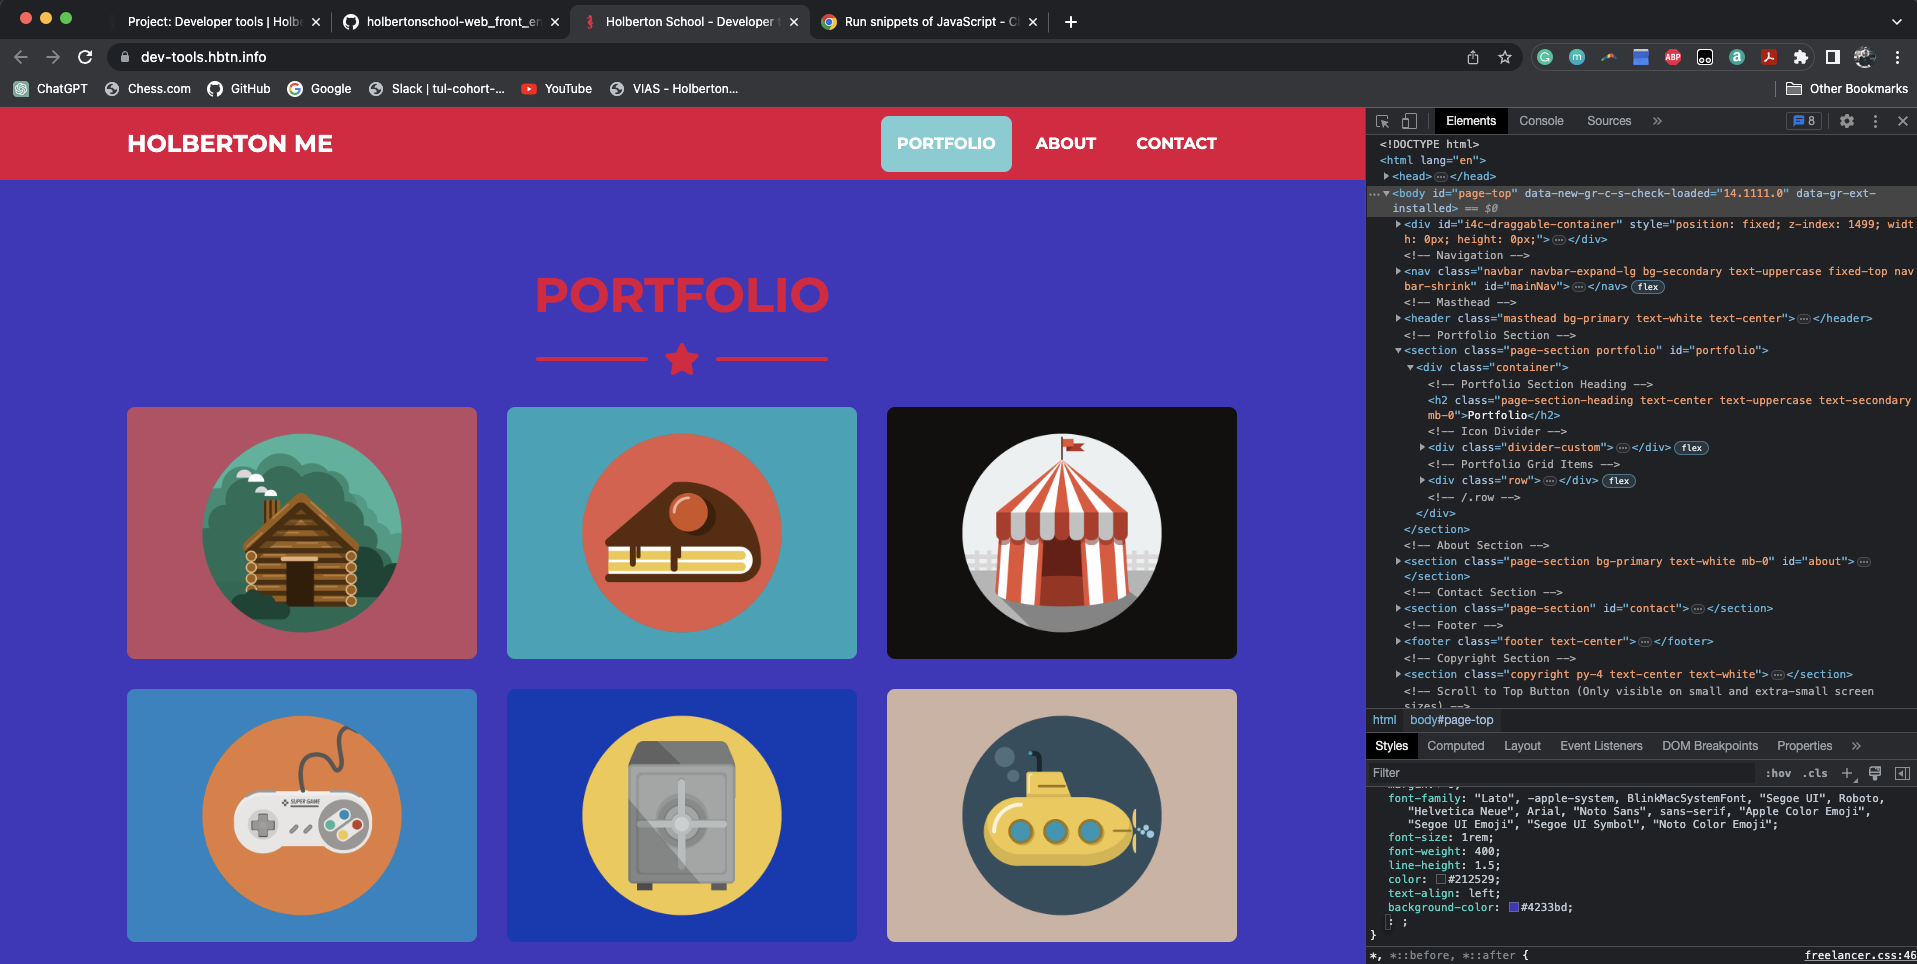 Project: Developer tools | Holbe
holbertonschool-web_front_en
Holberton School - Developer t
Run snippets of JavaScript - C
dev-tools.hbtn.info
ABP
ChatGPT
Chess.com
GitHub
Google
Slack | tul-cohort-...
YouTube
VIAS - Holberton...
Other Bookmarks
HOLBERTON ME
PORTFOLIO
ABOUT
CONTACT
PORTFOLIO
SUPER GAME
Elements
Console
Sources
8
<!DOCTYPE html>
<html lang="en">
<head>…</head>
<body id="page-top" data-new-gr-c-s-check-loaded="14.1111.0" data-gr-ext-
installed> == $0
<div id="i4c-draggable-container" style="position: fixed; z-index: 1499; widt
h: 0px; height: 0px;">…</div>
<!-- Navigation -->
<nav class="navbar navbar-expand-lg bg-secondary text-uppercase fixed-top nav
bar-shrink" id="mainNav">…</nav> flex
<!-- Masthead -->
<header class="masthead bg-primary text-white text-center">…</header>
<!-- Portfolio Section -->
<section class="page-section portfolio" id="portfolio">
<div class="container">
<!-- Portfolio Section Heading -->
<h2 class="page-section-heading text-center text-uppercase text-secondary
mb-0">Portfolio</h2>
<!-- Icon Divider -->
<div class="divider-custom">…</div> flex
<!-- Portfolio Grid Items -->
<div class="row">…</div> flex
<!-- /.row -->
</div>
</section>
<!-- About Section -->
<section class="page-section bg-primary text-white mb-0" id="about">…
</section>
<!-- Contact Section -->
<section class="page-section" id="contact">…</section>
<!-- Footer -->
<footer class="footer text-center">…</footer>
<!-- Copyright Section -->
<section class="copyright py-4 text-center text-white">…</section>
<!-- Scroll to Top Button (Only visible on small and extra-small screen
sizes) -->
html body#page-top
Styles
Computed
Layout
Event Listeners
DOM Breakpoints
Properties
Filter
:hov .cls
font-family: "Lato", -apple-system, BlinkMacSystemFont, "Segoe UI", Roboto,
"Helvetica Neue", Arial, "Noto Sans", sans-serif, "Apple Color Emoji",
"Segoe UI Emoji", "Segoe UI Symbol", "Noto Color Emoji";
font-size: 1rem;
font-weight: 400;
line-height: 1.5;
color: #212529;
text-align: left;
background-color: #4233bd;
: ;
}
*, *::before, *::after {
freelancer.css:46